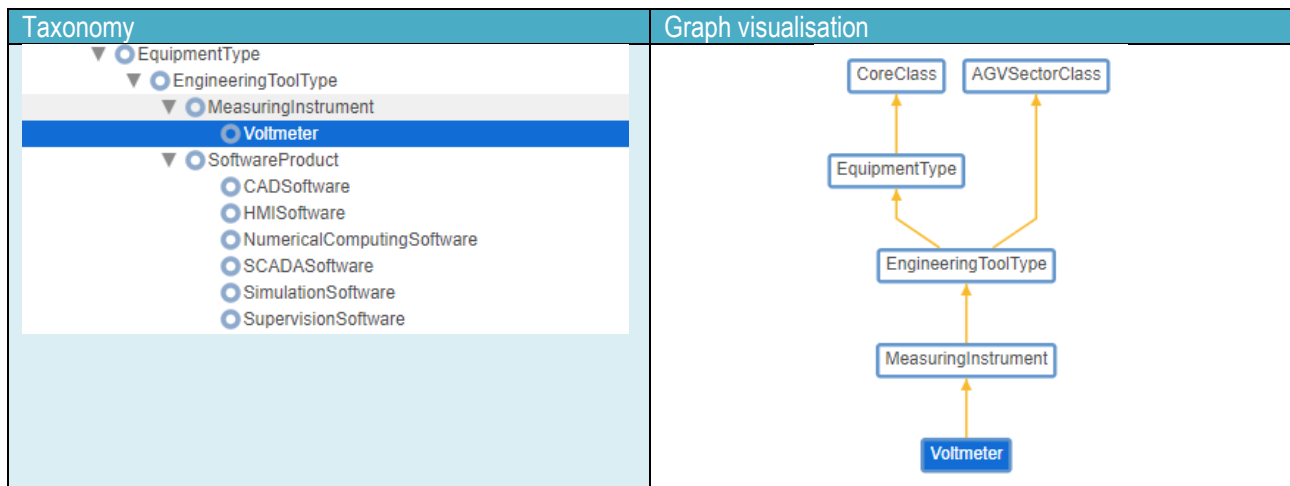 Taxonomy
EquipmentType
EngineeringToolType
MeasuringInstrument
Voltmeter
SoftwareProduct
CADSoftware
HMISoftware
NumericalComputingSoftware
SCADASoftware
SimulationSoftware
SupervisionSoftware
Graph visualisation
CoreClass AGVSectorClass
EquipmentType
EngineeringToolType
MeasuringInstrument
Voltmeter